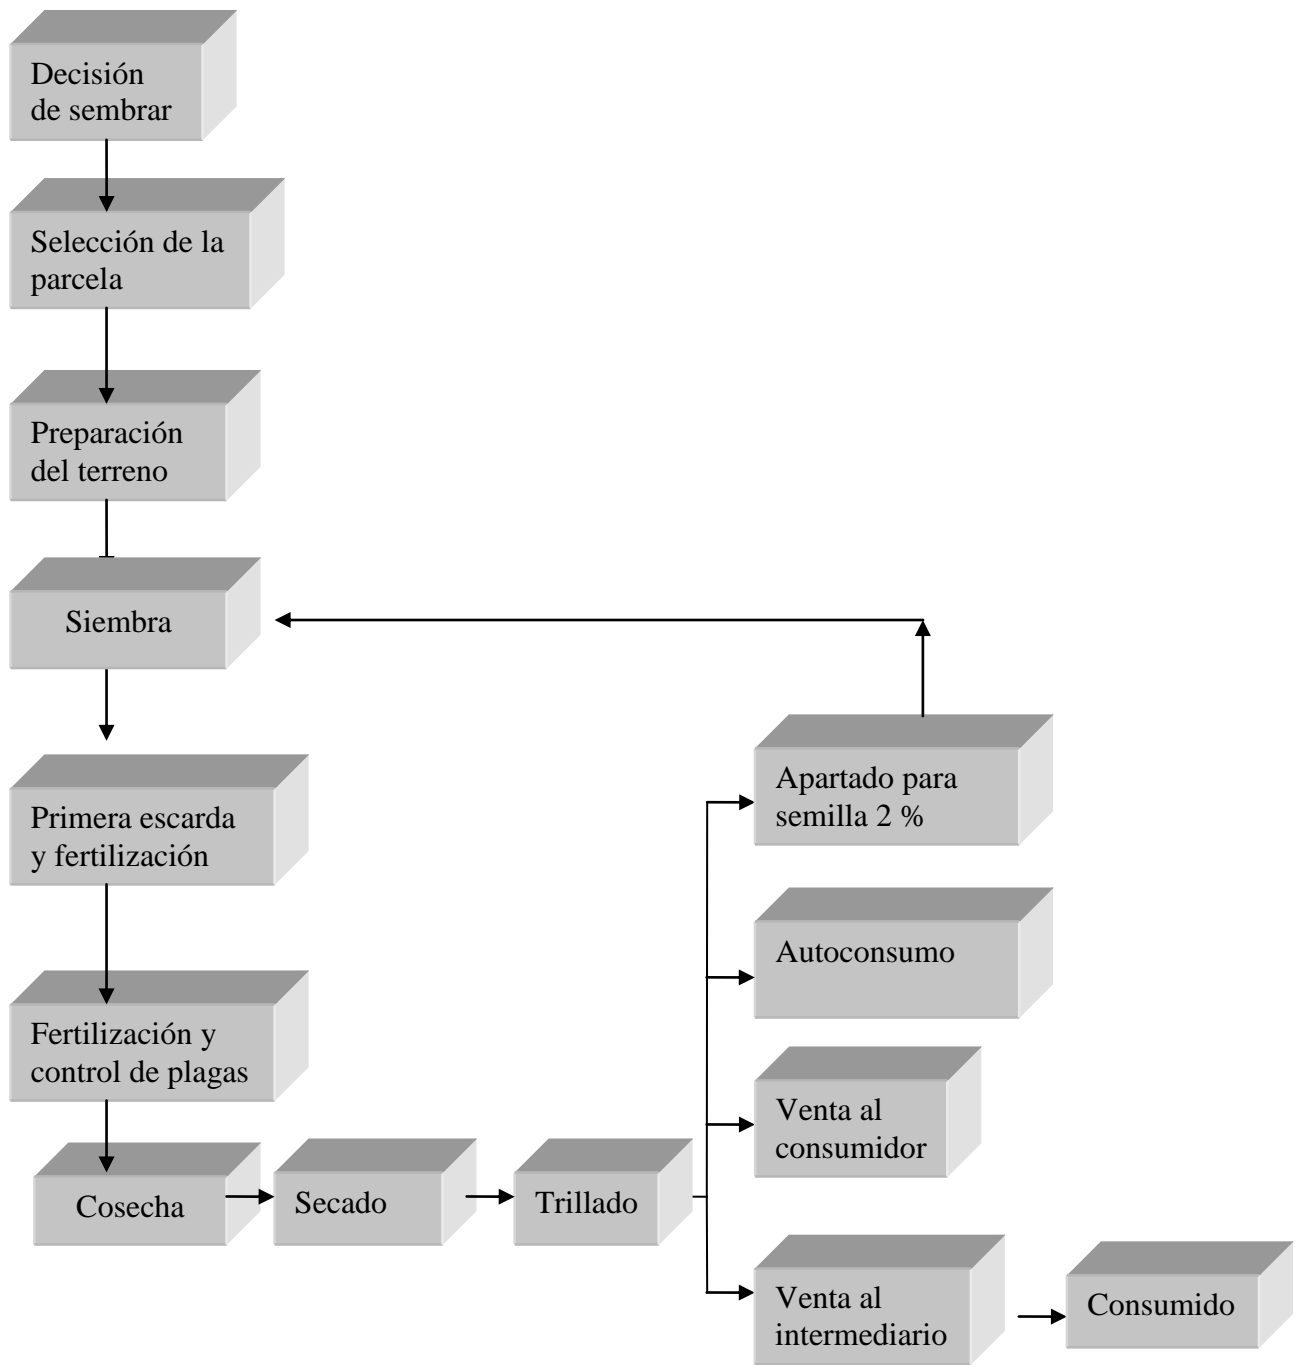 Decisión
de sembrar
Selección de la
parcela
Preparación
del terreno
Siembra
Primera escarda
y fertilización
Fertilización y
control de plagas
Cosecha
Secado
Trillado
Apartado para
semilla 2 %
Autoconsumo
Venta al
consumidor
Venta al
intermediario
Consumido